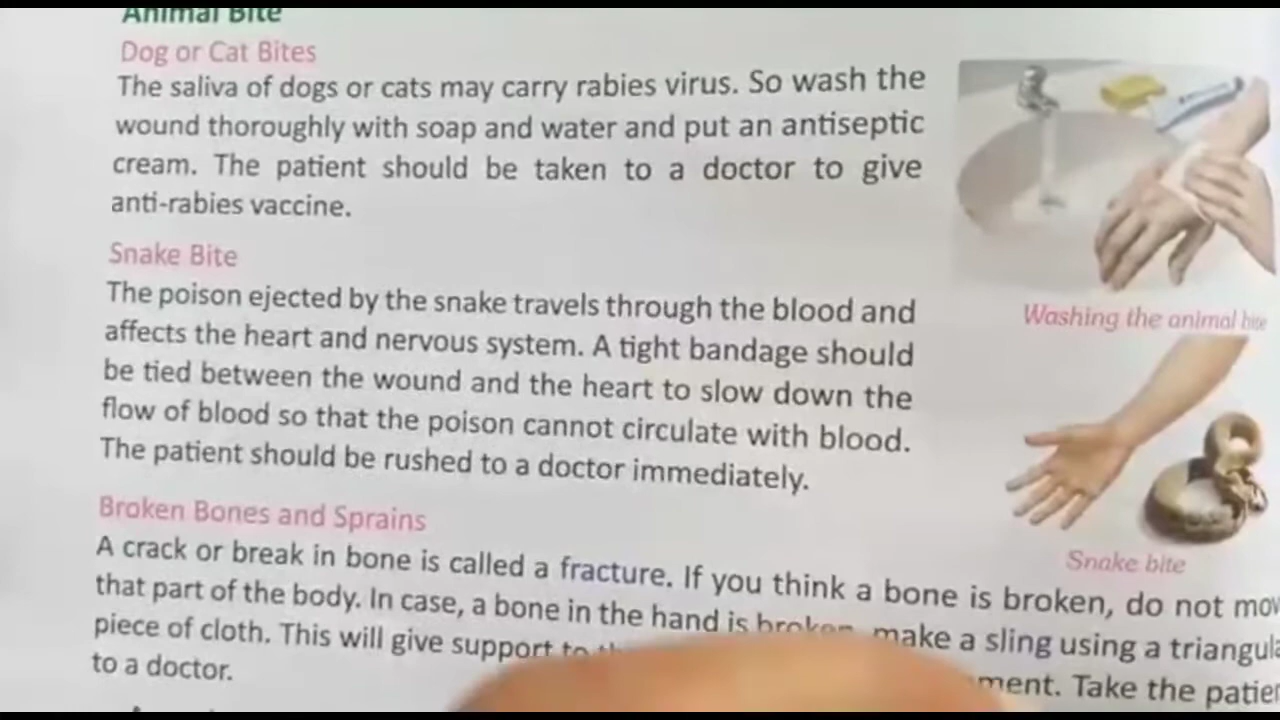 Animal Bite
Dog or Cat Bites
The saliva of dogs or cats may carry rabies virus. So wash the
wound thoroughly with soap and water and put an antiseptic
cream. The patient should be taken to a doctor to give
anti-rabies vaccine.
Washing the animal bite
Snake Bite
The poison ejected by the snake travels through the blood and
affects the heart and nervous system. A tight bandage should
be tied between the wound and the heart to slow down the
flow of blood so that the poison cannot circulate with blood.
The patient should be rushed to a doctor immediately.
Snake bite
Broken Bones and Sprains
A crack or break in bone is called a fracture. If you think a bone is broken, do not
that part of the body. In case, a bone in the hand is broken, make a sling using a
piece of cloth. This will give support to Take the
to a doctor.